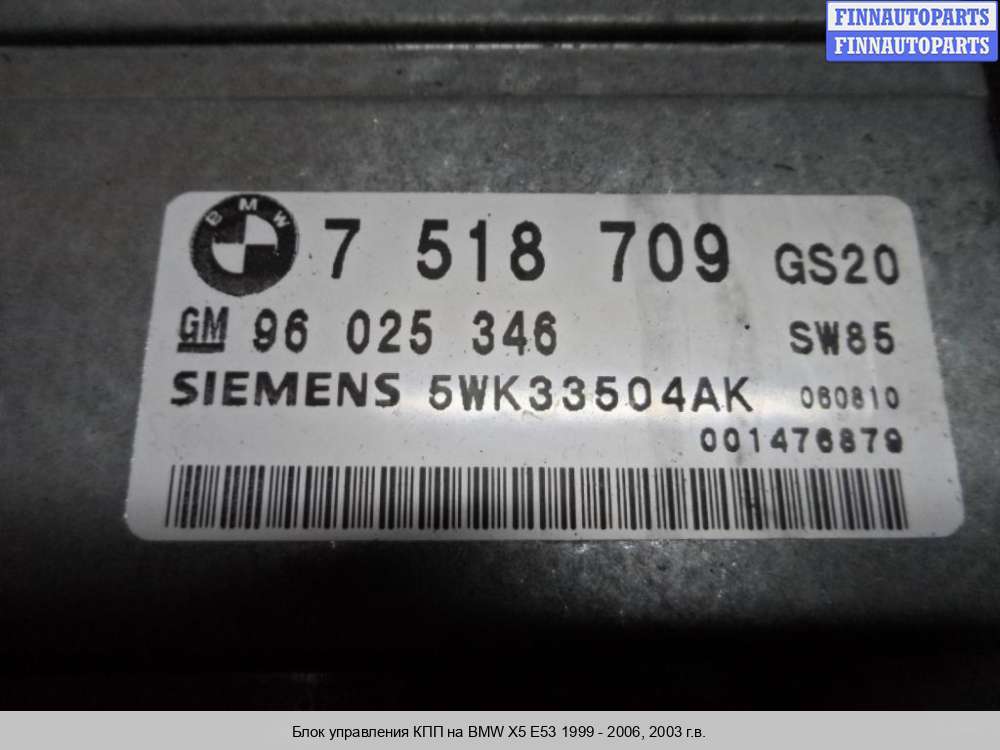 FINNAUTOPARTS
FINNAUTOPARTS
BMW 7 518 709 GS20
GM 96 025 346 SW85
SIEMENS 5WK33504AK 060810
001476879
Блок управления КПП на BMW X5 E53 1999 - 2006, 2003 г.в.